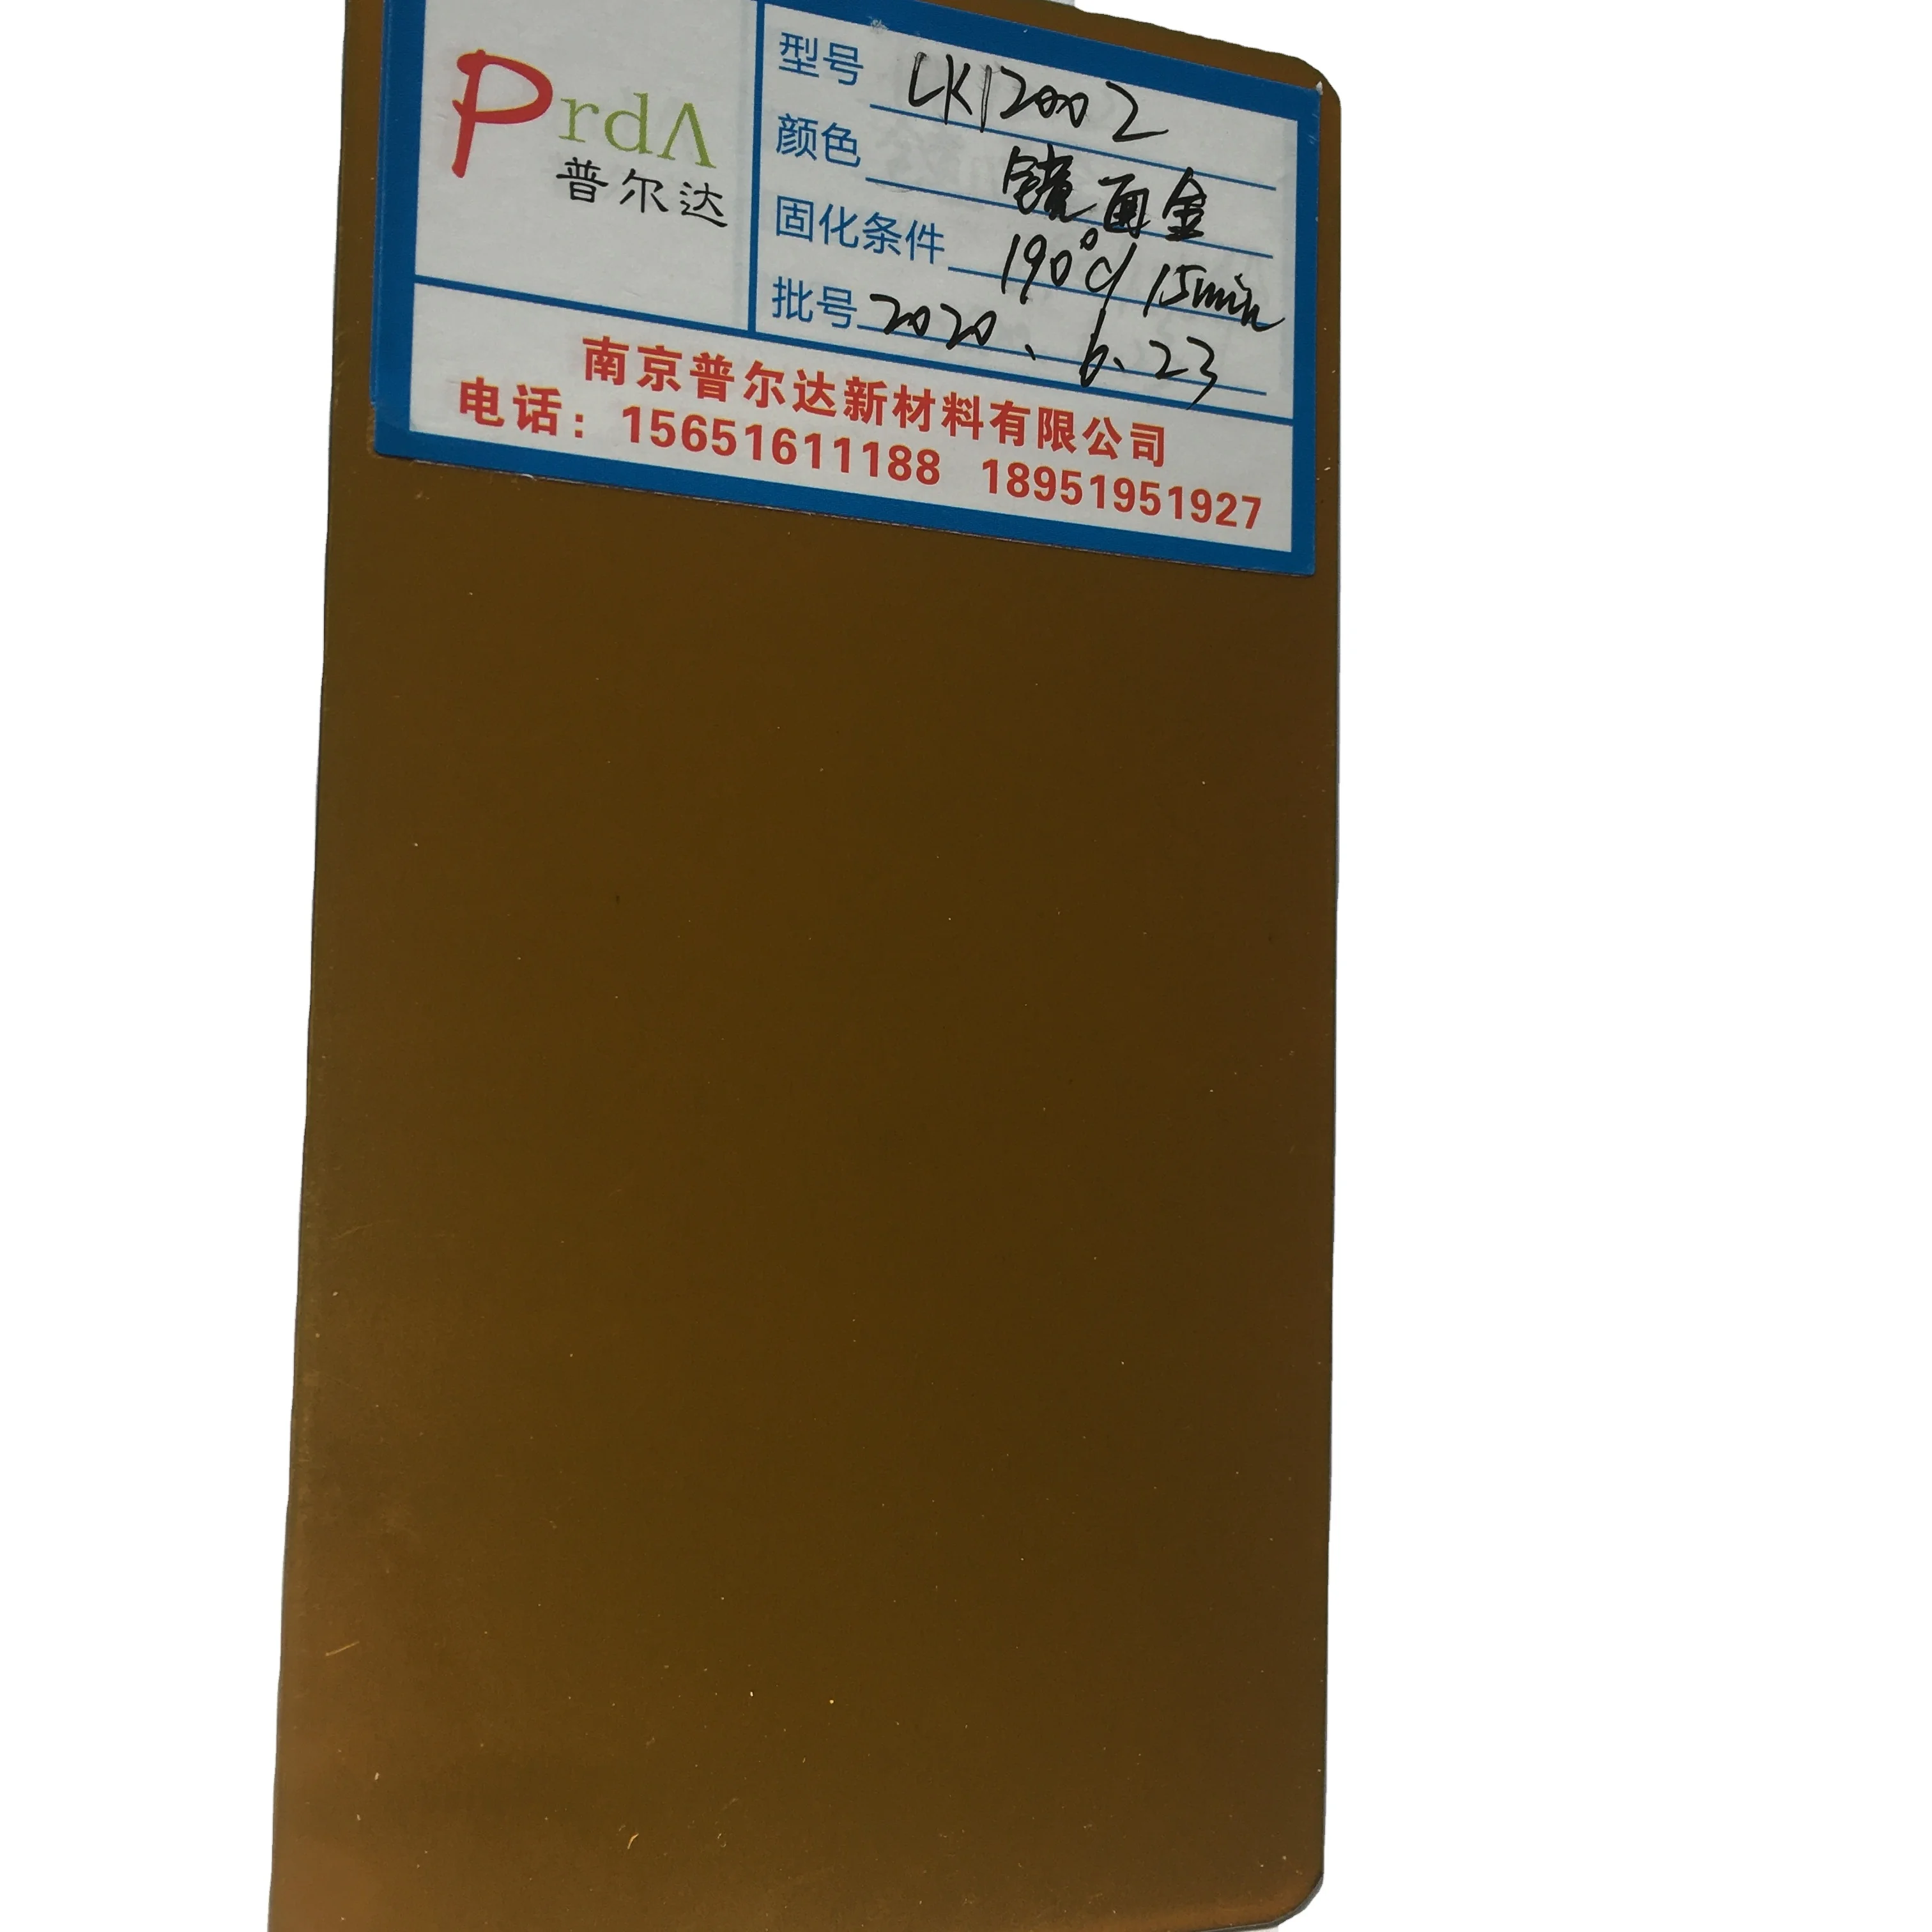 PrdΛ
普尔达
型号 LK12002
颜色 镜面金
固化条件 190℃/15min
批号 2020、6、23
南京普尔达新材料有限公司
电话：15651611188 18951951927